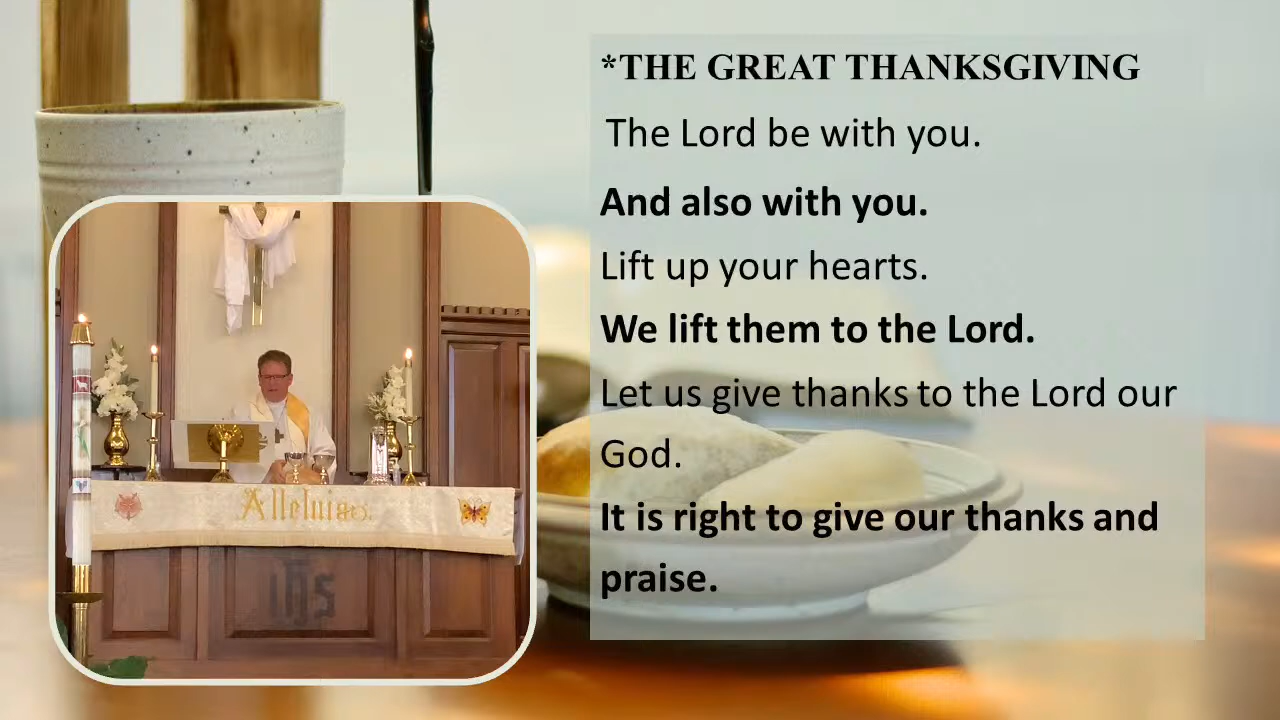 *THE GREAT THANKSGIVING
The Lord be with you.
And also with you.
Lift up your hearts.
We lift them to the Lord.
Let us give thanks to the Lord our
God.
It is right to give our thanks and
praise.
Alleluias.
IHS